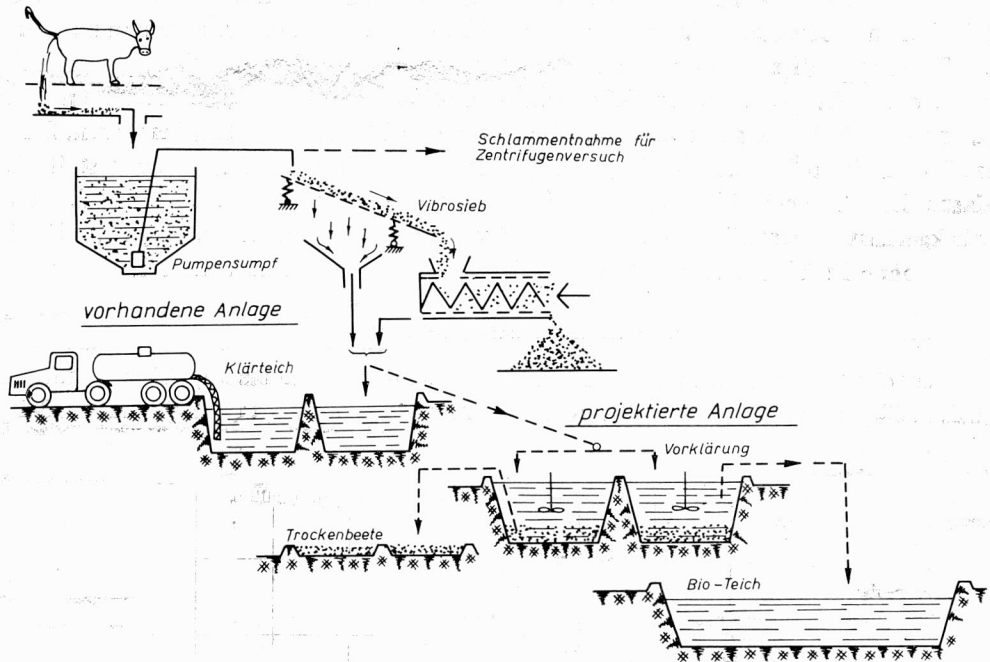 Schlammentnahme für
Zentrifugenversuch
Vibrosieb
Pumpensumpf
vorhandene Anlage
Klärteich
projektierte Anlage
Vorklärung
Trockenbeete
Bio-Teich